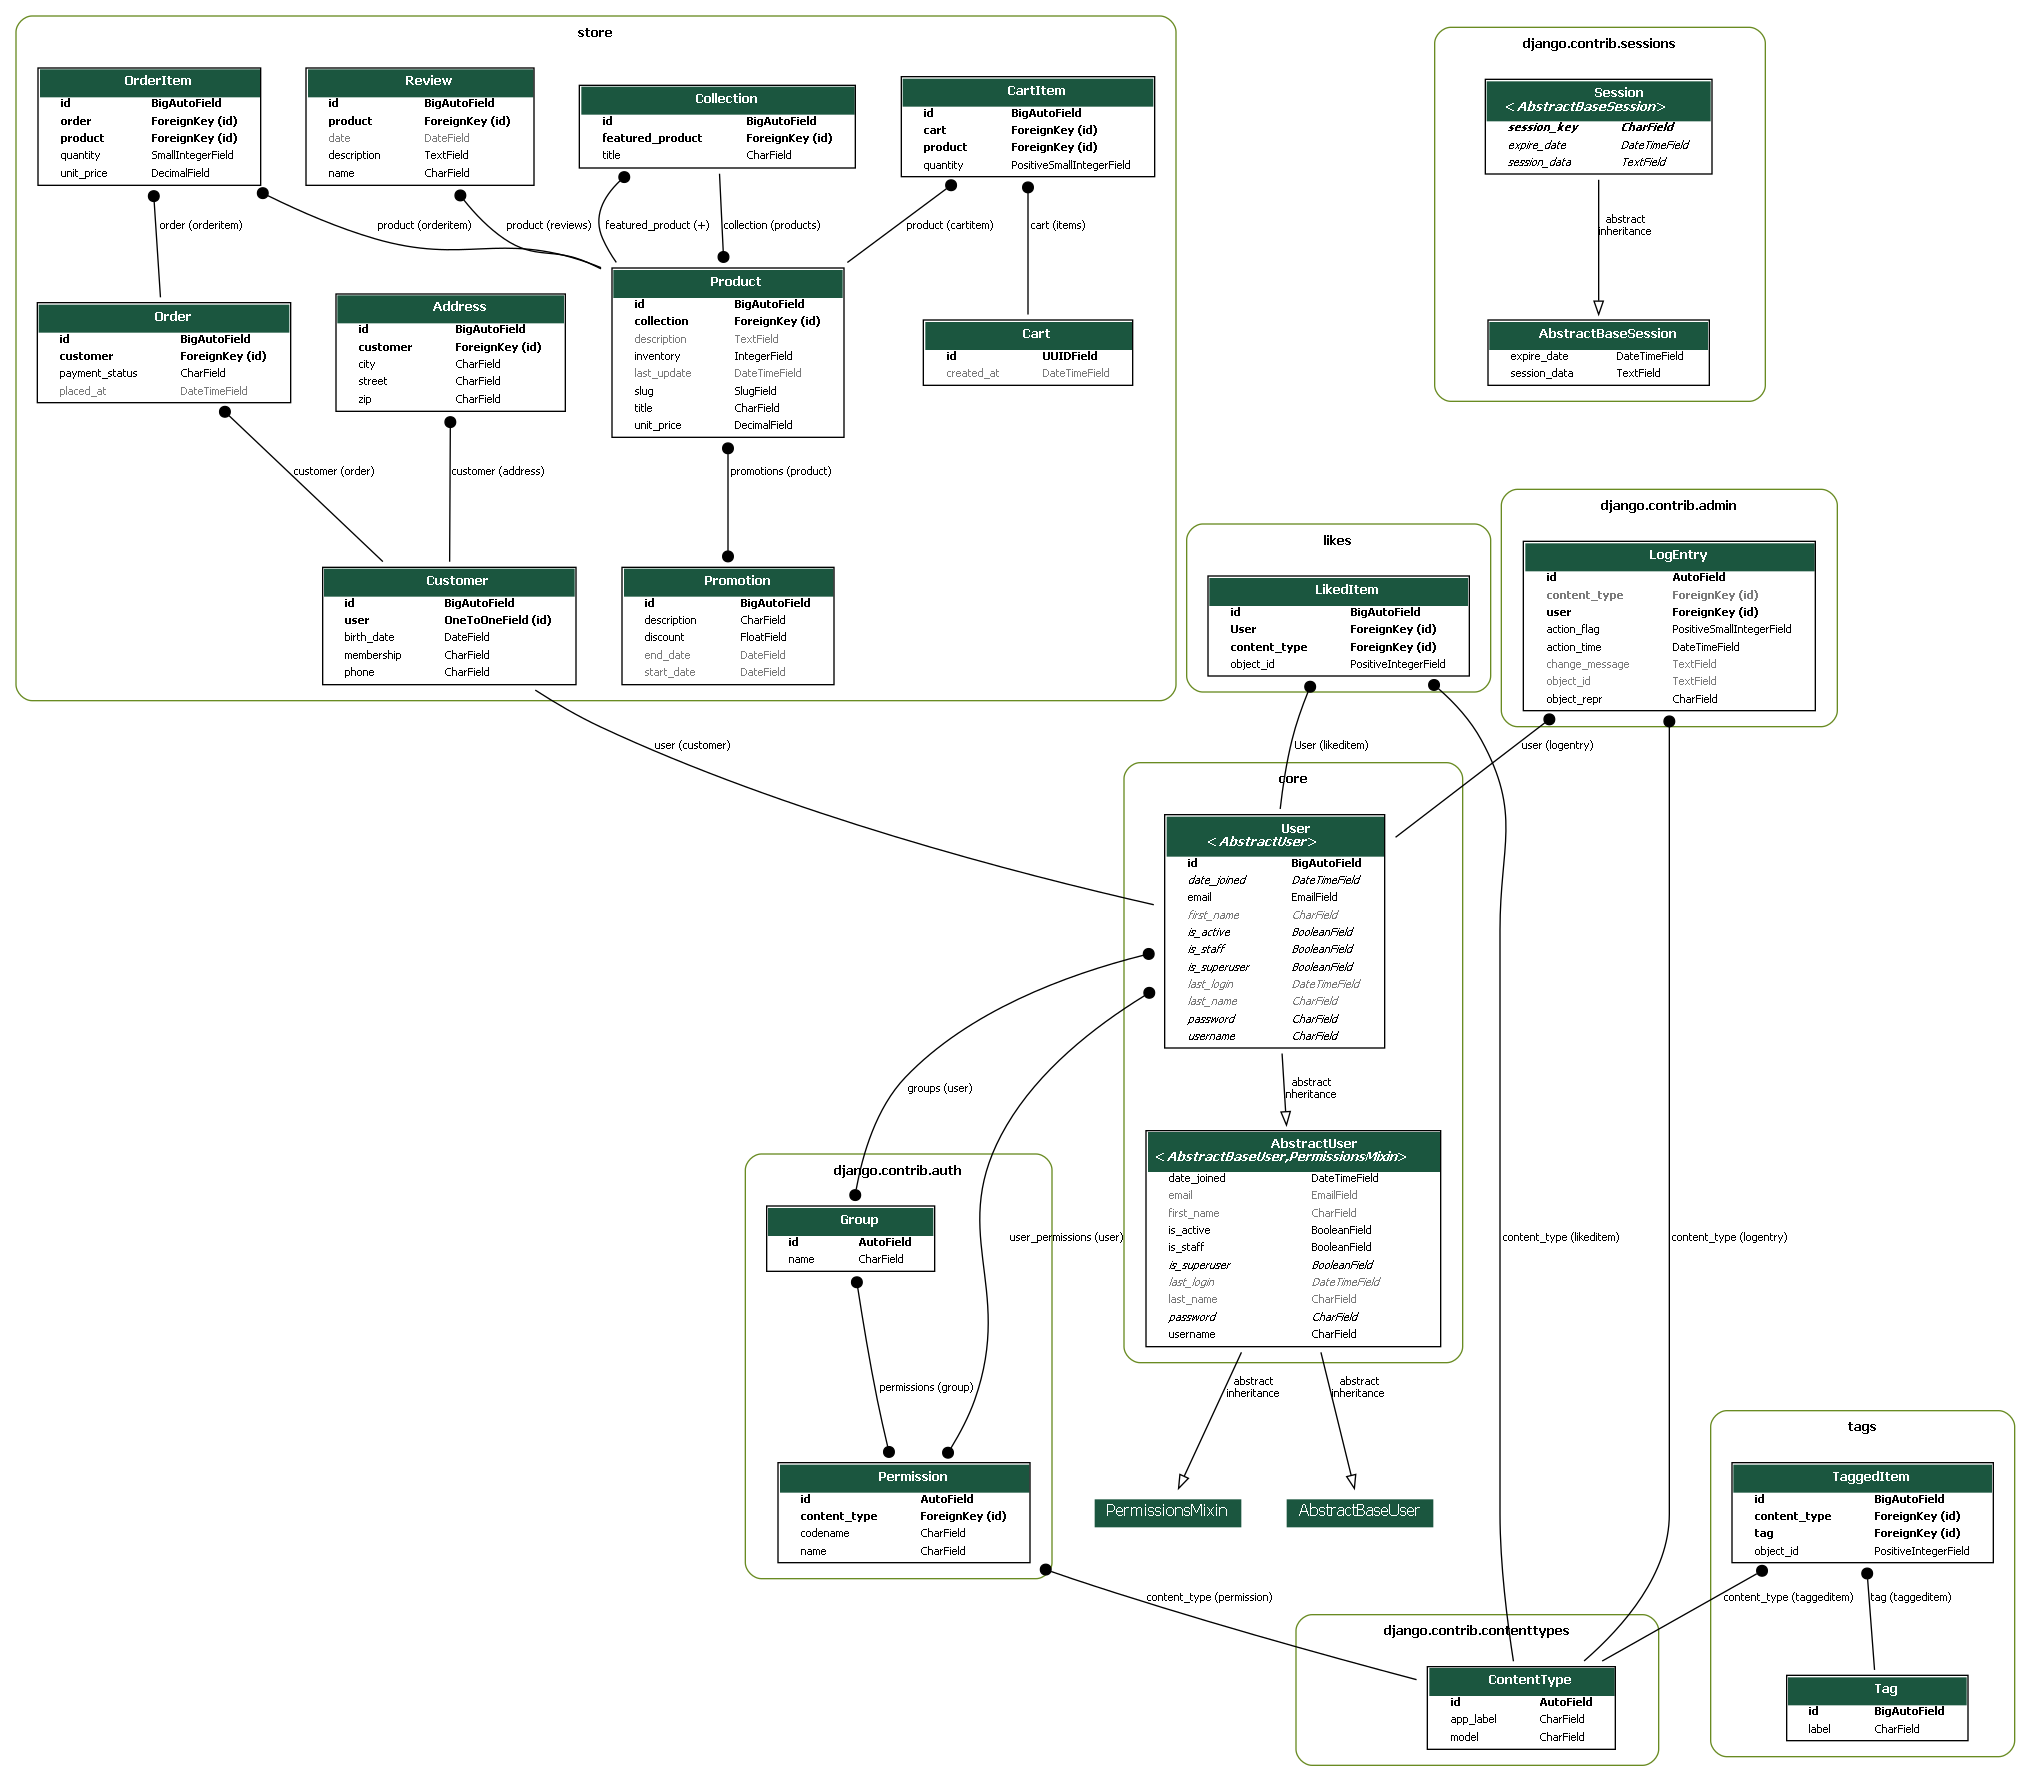 store
OrderItem
id BigAutoField
order ForeignKey (id)
product ForeignKey (id)
quantity SmallIntegerField
unit_price DecimalField
Review
id BigAutoField
product ForeignKey (id)
date DateField
description TextField
name CharField
Collection
id BigAutoField
featured_product ForeignKey (id)
title CharField
CartItem
id BigAutoField
cart ForeignKey (id)
product ForeignKey (id)
quantity PositiveSmallIntegerField
order (orderitem)
product (orderitem)
product (reviews)
featured_product (+)
collection (products)
product (cartitem)
cart (items)
Order
id BigAutoField
customer ForeignKey (id)
payment_status CharField
placed_at DateTimeField
Address
id BigAutoField
customer ForeignKey (id)
city CharField
street CharField
zip CharField
Product
id BigAutoField
collection ForeignKey (id)
description TextField
inventory IntegerField
last_update DateTimeField
slug SlugField
title CharField
unit_price DecimalField
Cart
id UUIDField
created_at DateTimeField
customer (order)
customer (address)
promotions (product)
Customer
id BigAutoField
user OneToOneField (id)
birth_date DateField
membership CharField
phone CharField
Promotion
id BigAutoField
description CharField
discount FloatField
end_date DateField
start_date DateField
django.contrib.sessions
Session
<AbstractBaseSession>
session_key CharField
expire_date DateTimeField
session_data TextField
abstract
inheritance
AbstractBaseSession
expire_date DateTimeField
session_data TextField
likes
LikedItem
id BigAutoField
User ForeignKey (id)
content_type ForeignKey (id)
object_id PositiveIntegerField
django.contrib.admin
LogEntry
id AutoField
content_type ForeignKey (id)
user ForeignKey (id)
action_flag PositiveSmallIntegerField
action_time DateTimeField
change_message TextField
object_id TextField
object_repr CharField
user (customer)
User (likeditem)
user (logentry)
core
User
<AbstractUser>
id BigAutoField
date_joined DateTimeField
email EmailField
first_name CharField
is_active BooleanField
is_staff BooleanField
is_superuser BooleanField
last_login DateTimeField
last_name CharField
password CharField
username CharField
groups (user)
abstract
inheritance
AbstractUser
<AbstractBaseUser,PermissionsMixin>
date_joined DateTimeField
email EmailField
first_name CharField
is_active BooleanField
is_staff BooleanField
is_superuser BooleanField
last_login DateTimeField
last_name CharField
password CharField
username CharField
django.contrib.auth
Group
id AutoField
name CharField
user_permissions (user)
content_type (likeditem)
content_type (logentry)
permissions (group)
abstract
inheritance
abstract
inheritance
Permission
id AutoField
content_type ForeignKey (id)
codename CharField
name CharField
PermissionsMixin
AbstractBaseUser
tags
TaggedItem
id BigAutoField
content_type ForeignKey (id)
tag ForeignKey (id)
object_id PositiveIntegerField
content_type (permission)
content_type (taggeditem)
tag (taggeditem)
django.contrib.contenttypes
ContentType
id AutoField
app_label CharField
model CharField
Tag
id BigAutoField
label CharField